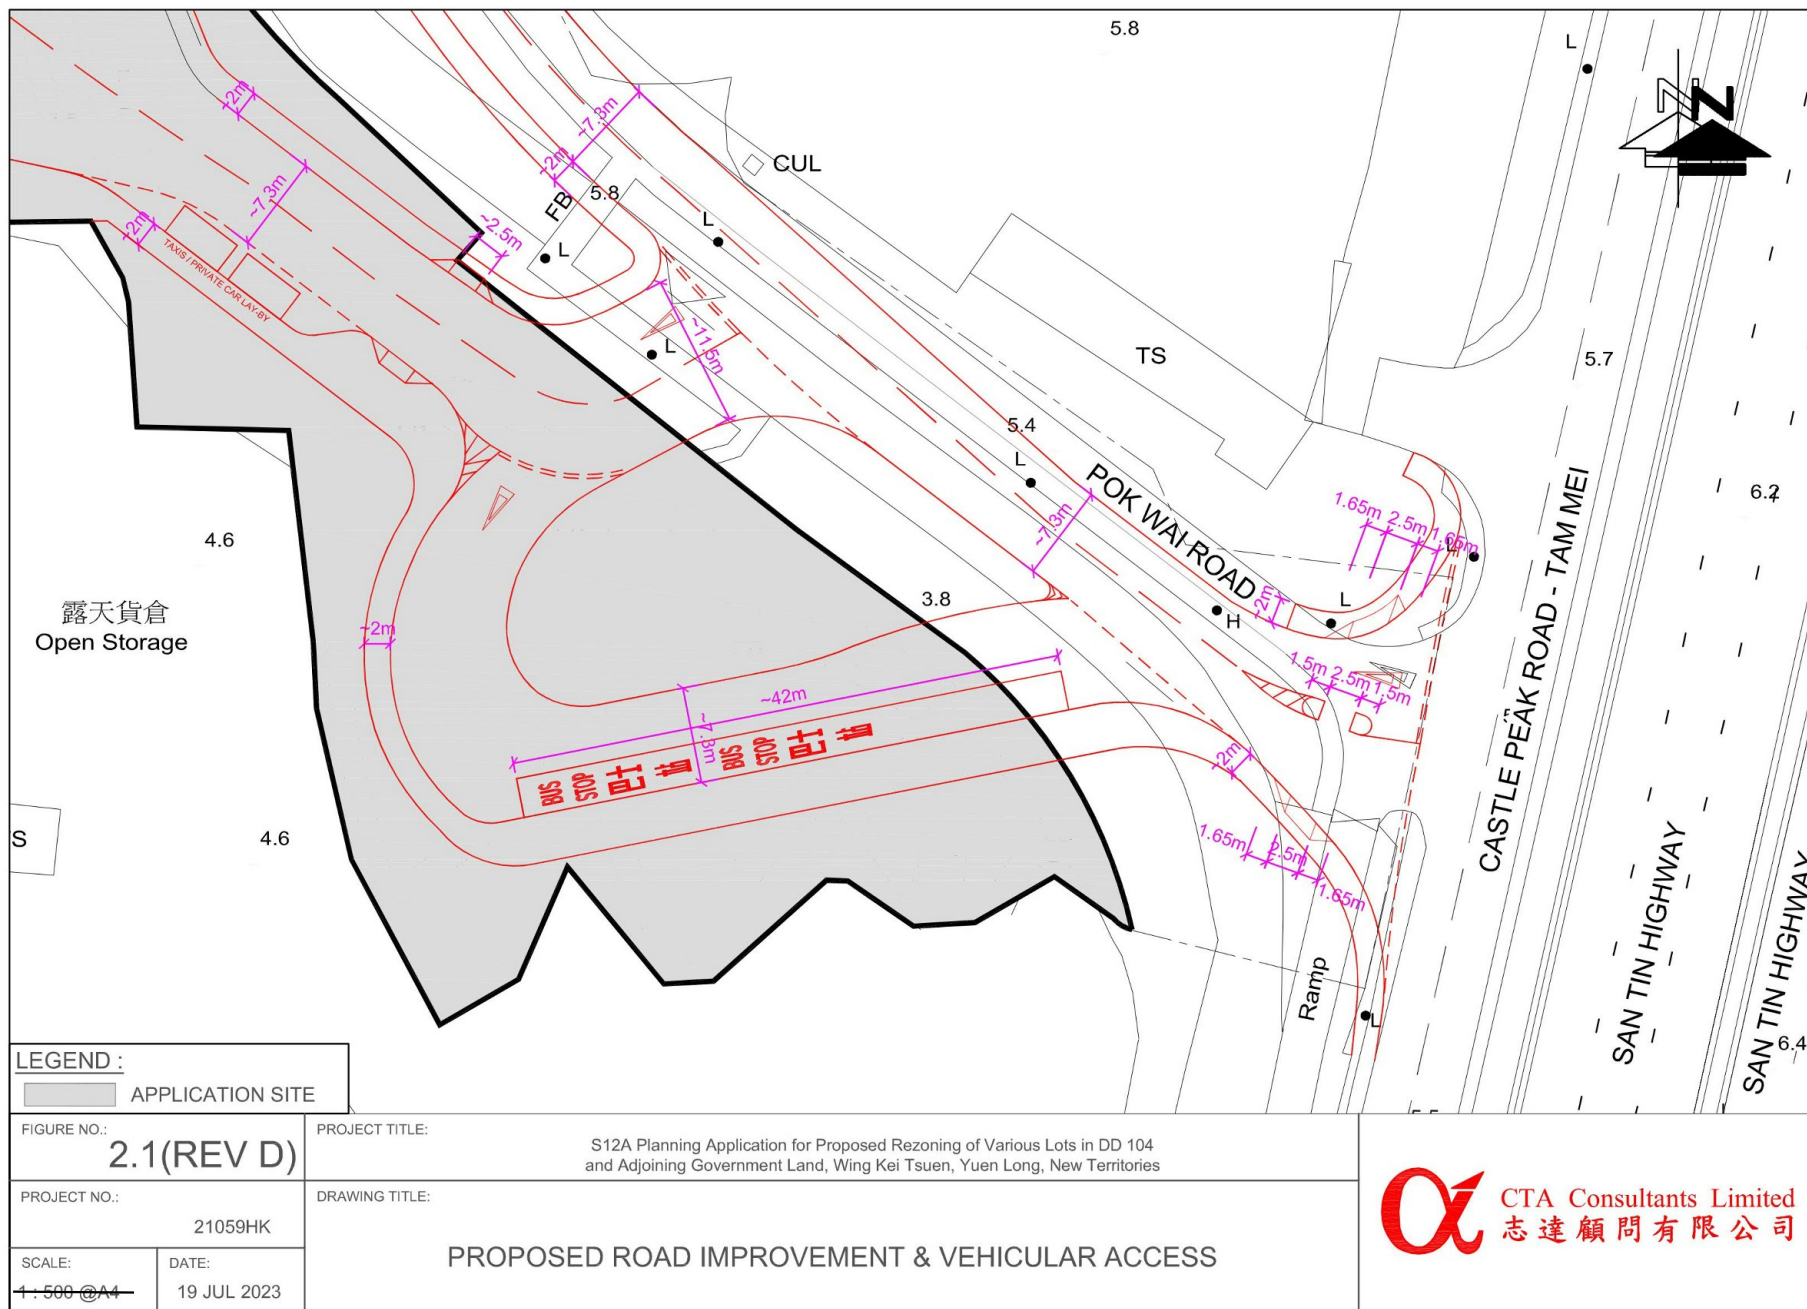 5.8
L
N
~2m
~7.3m
~2m
CUL
5.8
FB
~7.3m
~2m
TAXIS / PRIVATE CAR LAY-BY
~2.5m
L
L
L
~11.5m
TS
5.7
5.4
L
POK WAI ROAD
~7.3m
1.65m
2.5m
1.65m
L
6.2
4.6
露天貨倉
Open Storage
3.8
~2m
H
~2m
L
CASTLE PEAK ROAD - TAM MEI
1.5m
2.5m
1.5m
~42m
~7.3m
BUS
STOP
巴士
站
BUS
STOP
巴士
站
~2m
S
4.6
1.65m
2.5m
1.65m
Ramp
L
SAN TIN HIGHWAY
SAN TIN HIGHWAY
6.4
5.5
LEGEND :
APPLICATION SITE
FIGURE NO.:
2.1(REV D)
PROJECT TITLE:
S12A Planning Application for Proposed Rezoning of Various Lots in DD 104
and Adjoining Government Land, Wing Kei Tsuen, Yuen Long, New Territories
PROJECT NO.:
21059HK
DRAWING TITLE:
PROPOSED ROAD IMPROVEMENT & VEHICULAR ACCESS
SCALE:
1 : 500 @A4
DATE:
19 JUL 2023
CTA Consultants Limited
志達顧問有限公司